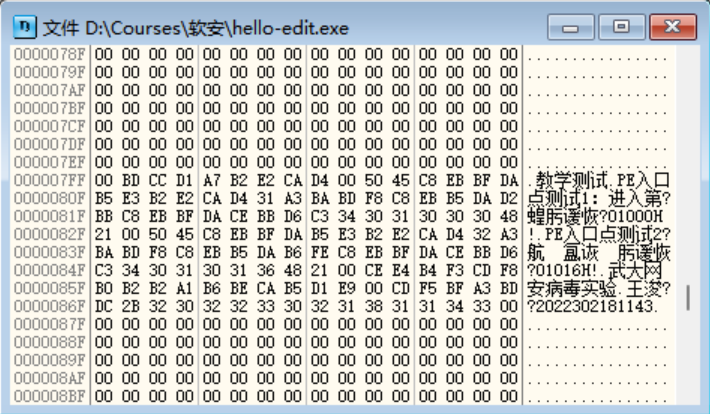 文件 D:\Courses\软安\hello-edit.exe
0000078F 00 00 00 00 00 00 00 00 00 00 00 00 00 00 00 00 ................
0000079F 00 00 00 00 00 00 00 00 00 00 00 00 00 00 00 00 ................
000007AF 00 00 00 00 00 00 00 00 00 00 00 00 00 00 00 00 ................
000007BF 00 00 00 00 00 00 00 00 00 00 00 00 00 00 00 00 ................
000007CF 00 00 00 00 00 00 00 00 00 00 00 00 00 00 00 00 ................
000007DF 00 00 00 00 00 00 00 00 00 00 00 00 00 00 00 00 ................
000007EF 00 00 00 00 00 00 00 00 00 00 00 00 00 00 00 00 ................
000007FF 00 BD CC D1 A7 B2 E2 CA D4 00 50 45 C8 EB BF DA .教学测试.PE入口
0000080F B5 E3 B2 E2 CA D4 31 A3 BA BD F8 C8 EB B5 DA D2 点测试1：进入第?
0000081F BB C8 EB BF DA CE BB D6 C3 34 30 31 30 30 30 48 蝗肟谖恢?01000H
0000082F 21 00 50 45 C8 EB BF DA B5 E3 B2 E2 CA D4 32 A3 !.PE入口点测试2?
0000083F BA BD F8 C8 EB B5 DA B6 FE C8 EB BF DA CE BB D6
0000084F C3 34 30 31 30 31 36 48 21 00 CE E4 B4 F3 CD F8 ?01016H!.武大网
0000085F B0 B2 B2 A1 B6 BE CA B5 D1 E9 00 CD F5 BF A3 BD 安病毒实验.王
0000086F DC 2B 32 30 32 32 33 30 32 31 38 31 31 34 33 00 ?2022302181143.
0000087F 00 00 00 00 00 00 00 00 00 00 00 00 00 00 00 00 ................
0000088F 00 00 00 00 00 00 00 00 00 00 00 00 00 00 00 00 ................
0000089F 00 00 00 00 00 00 00 00 00 00 00 00 00 00 00 00 ................
000008AF 00 00 00 00 00 00 00 00 00 00 00 00 00 00 00 00 ................
000008BF 00 00 00 00 00 00 00 00 00 00 00 00 00 00 00 00 ................